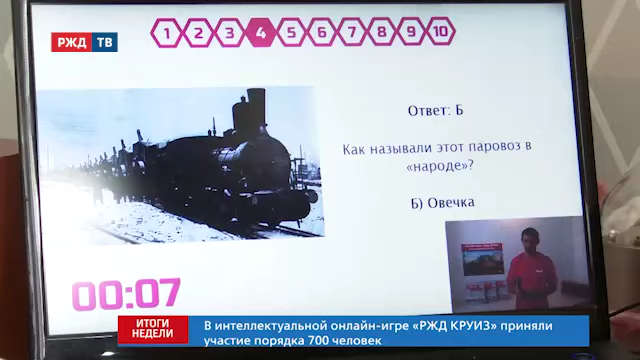 1 2 3 4 5 6 7 8 9 10
РЖД ТВ
Ответ: Б
Как называли этот паровоз в
«народе»?
Б) Овечка
00:07
ИТОГИ
НЕДЕЛИ
В интеллектуальной онлайн-игре «РЖД КРУИЗ» приняли
участие порядка 700 человек